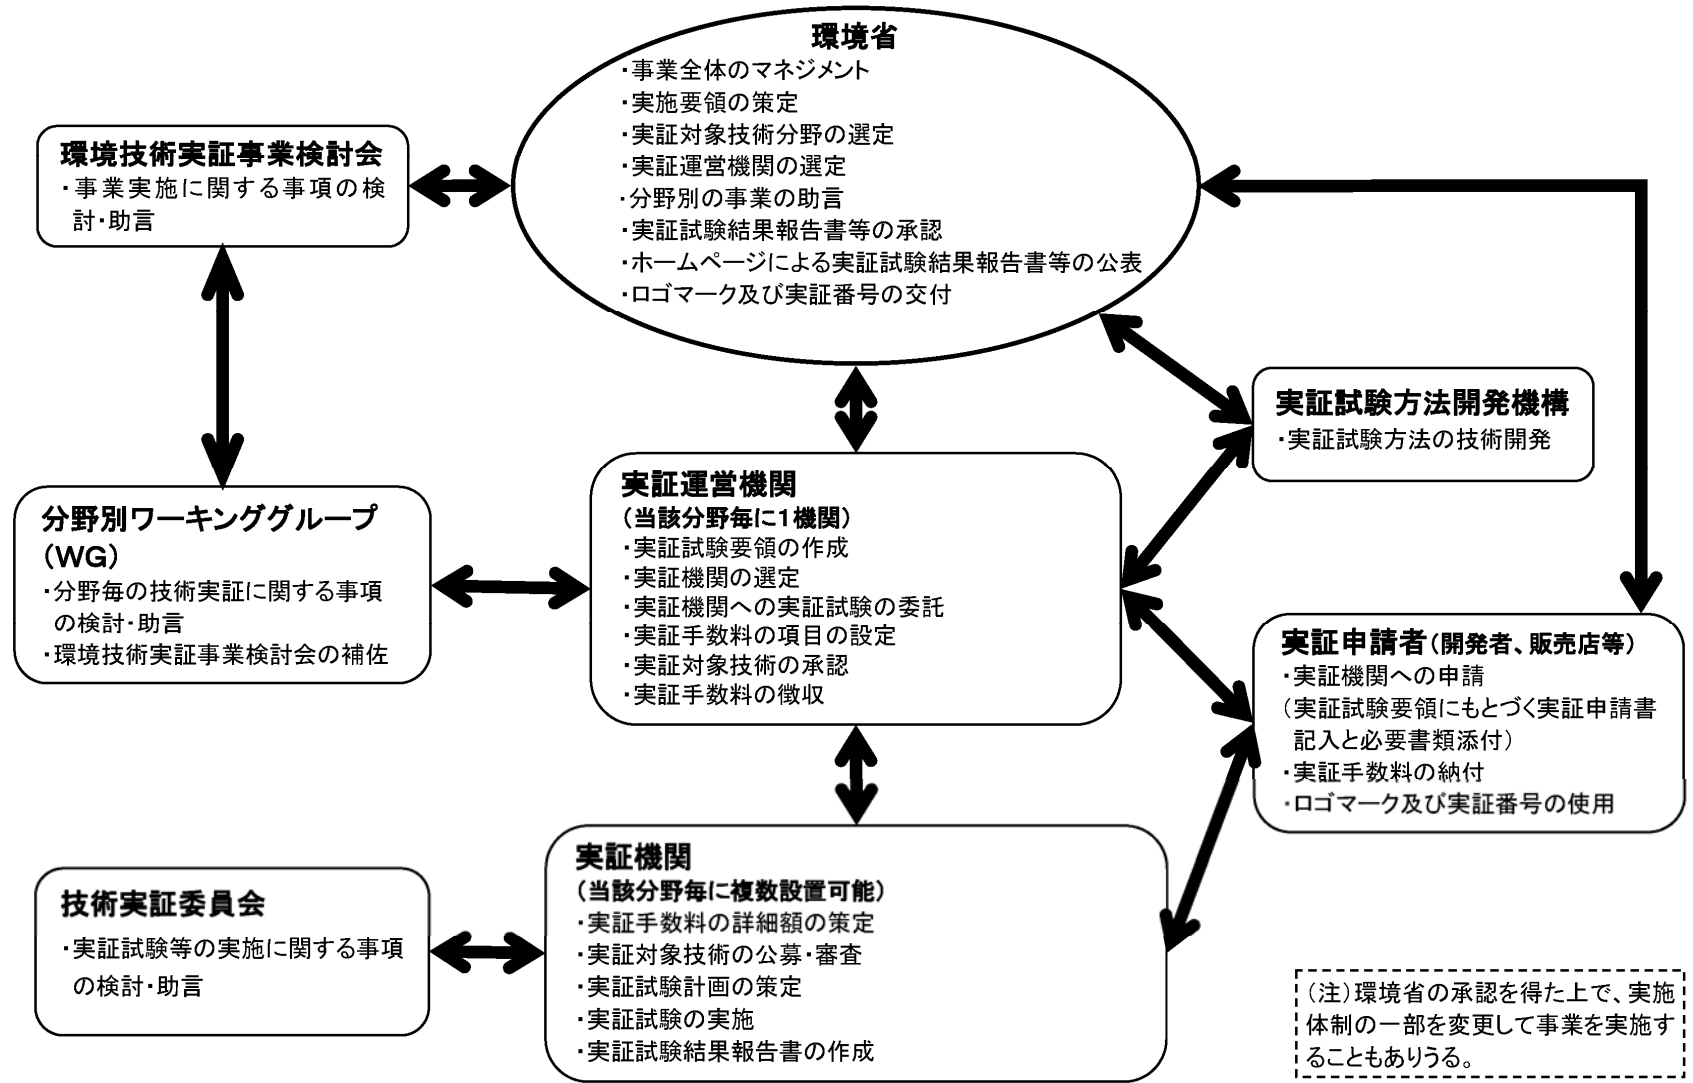 環境省
・事業全体のマネジメント
・実施要領の策定
・実証対象技術分野の選定
・実証運営機関の選定
・分野別の事業の助言
・実証試験結果報告書等の承認
・ホームページによる実証試験結果報告書等の公表
・ロゴマーク及び実証番号の交付
環境技術実証事業検討会
・事業実施に関する事項の検
討・助言
実証試験方法開発機構
・実証試験方法の技術開発
分野別ワーキンググループ
（WG）
・分野毎の技術実証に関する事項
の検討・助言
・環境技術実証事業検討会の補佐
実証運営機関
（当該分野毎に１機関）
・実証試験要領の作成
・実証機関の選定
・実証機関への実証試験の委託
・実証手数料の項目の設定
・実証対象技術の承認
・実証手数料の徴収
実証申請者（開発者、販売店等）
・実証機関への申請
（実証試験要領にもとづく実証申請書
記入と必要書類添付）
・実証手数料の納付
・ロゴマーク及び実証番号の使用
技術実証委員会
・実証試験等の実施に関する事項
の検討・助言
実証機関
（当該分野毎に複数設置可能）
・実証手数料の詳細額の策定
・実証対象技術の公募・審査
・実証試験計画の策定
・実証試験の実施
・実証試験結果報告書の作成
（注）環境省の承認を得た上で、実施
体制の一部を変更して事業を実施す
ることもありうる。